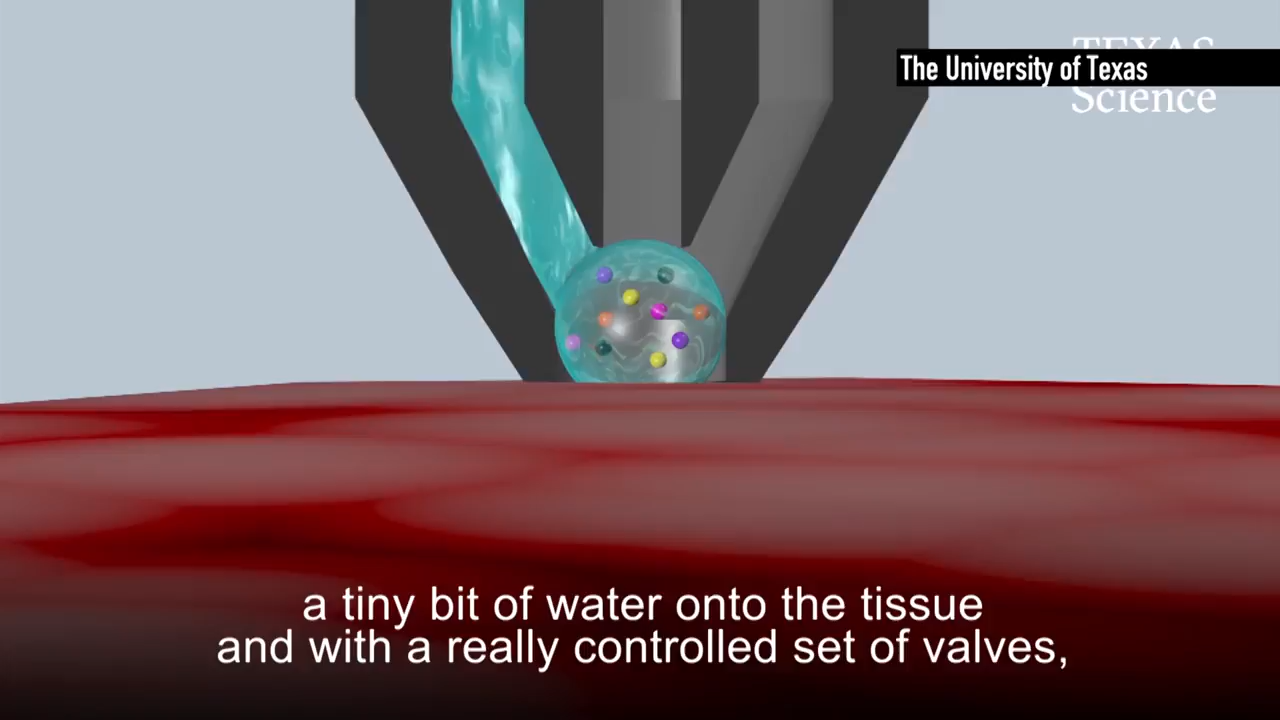 TEXAS
The University of Texas
Science
a tiny bit of water onto the tissue
and with a really controlled set of valves,